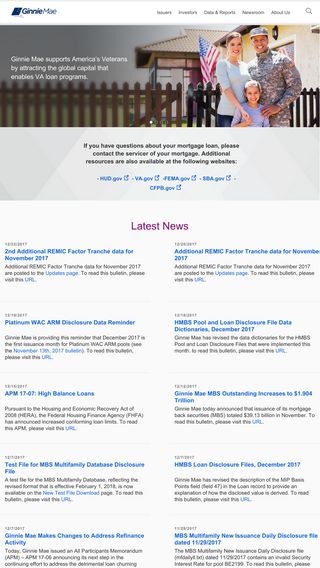 Ginnie Mae
Issuers
Investors
Data & Reports
Newsroom
About Us
Ginnie Mae supports America's Veterans
by attracting the global capital that
enables VA loan programs.
If you have questions about your mortgage loan, please
contact the servicer of your mortgage. Additional
resources are also available at the following websites:
- HUD.gov - VA.gov -FEMA.gov - SBA.gov -
CFPB.gov
Latest News
12/22/2017
2nd Additional REMIC Factor Tranche data for
November 2017
Additional REMIC Factor Tranche data for November 2017
are posted to the Updates page. To read this bulletin, please
visit this URL.
12/20/2017
Additional REMIC Factor Tranche data for November
2017
Additional REMIC Factor Tranche data for November 2017
are posted to the Updates page. To read this bulletin, please
visit this URL.
12/19/2017
Platinum WAC ARM Disclosure Data Reminder
Ginnie Mae is providing this reminder that December 2017 is
the first issuance month for Platinum WAC ARM pools (see
the November 13th, 2017 bulletin). To read this bulletin,
please visit this URL.
12/18/2017
HMBS Pool and Loan Disclosure File Data
Dictionaries, December 2017
Ginnie Mae has revised the data dictionaries for the HMBS
Pool and Loan Disclosure Files that were implemented this
month. to read this bulletin, please visit this URL.
12/15/2017
APM 17-07: High Balance Loans
Pursuant to the Housing and Economic Recovery Act of
2008 (HERA), the Federal Housing Finance Agency (FHFA)
has announced increased conforming loan limits. To read
this APM, please visit this URL.
12/12/2017
Ginnie Mae MBS Outstanding Increases to $1.904
Trillion
Ginnie Mae today announced that issuance of its mortgage
back securities (MBS) totaled $39.13 billion in November.
To read this bulletin, please visit this URL.
12/7/2017
Test File for MBS Multifamily Database Disclosure
File
A test file for the MBS Multifamily Database, reflecting the
revised format that is effective February 1, 2018, is now
available on the New Test File Download page. To read this
bulletin, please visit this URL.
12/7/2017
HMBS Loan Disclosure Files, December 2017
Ginnie Mae has revised the description of the MIP Basis
Points field (field 47) in the Loan record to provide an
explanation of how the disclosed value is derived. To read
this bulletin, please visit this URL.
12/7/2017
Ginnie Mae Makes Changes to Address Refinance
Activity
Today, Ginnie Mae issued an All Participants Memorandum
(APM) – APM 17-06 announcing its next step in the
continuing effort to address the detrimental loan churning
11/29/2017
MBS Multifamily New Issuance Daily Disclosure file
dated 11/29/2017
The MBS Multifamily New Issuance Daily Disclosure file
(mfdailyf.txt) dated 11/29/2017 contains an invalid Security
Interest Rate for pool BE2199. To read this bulletin, please